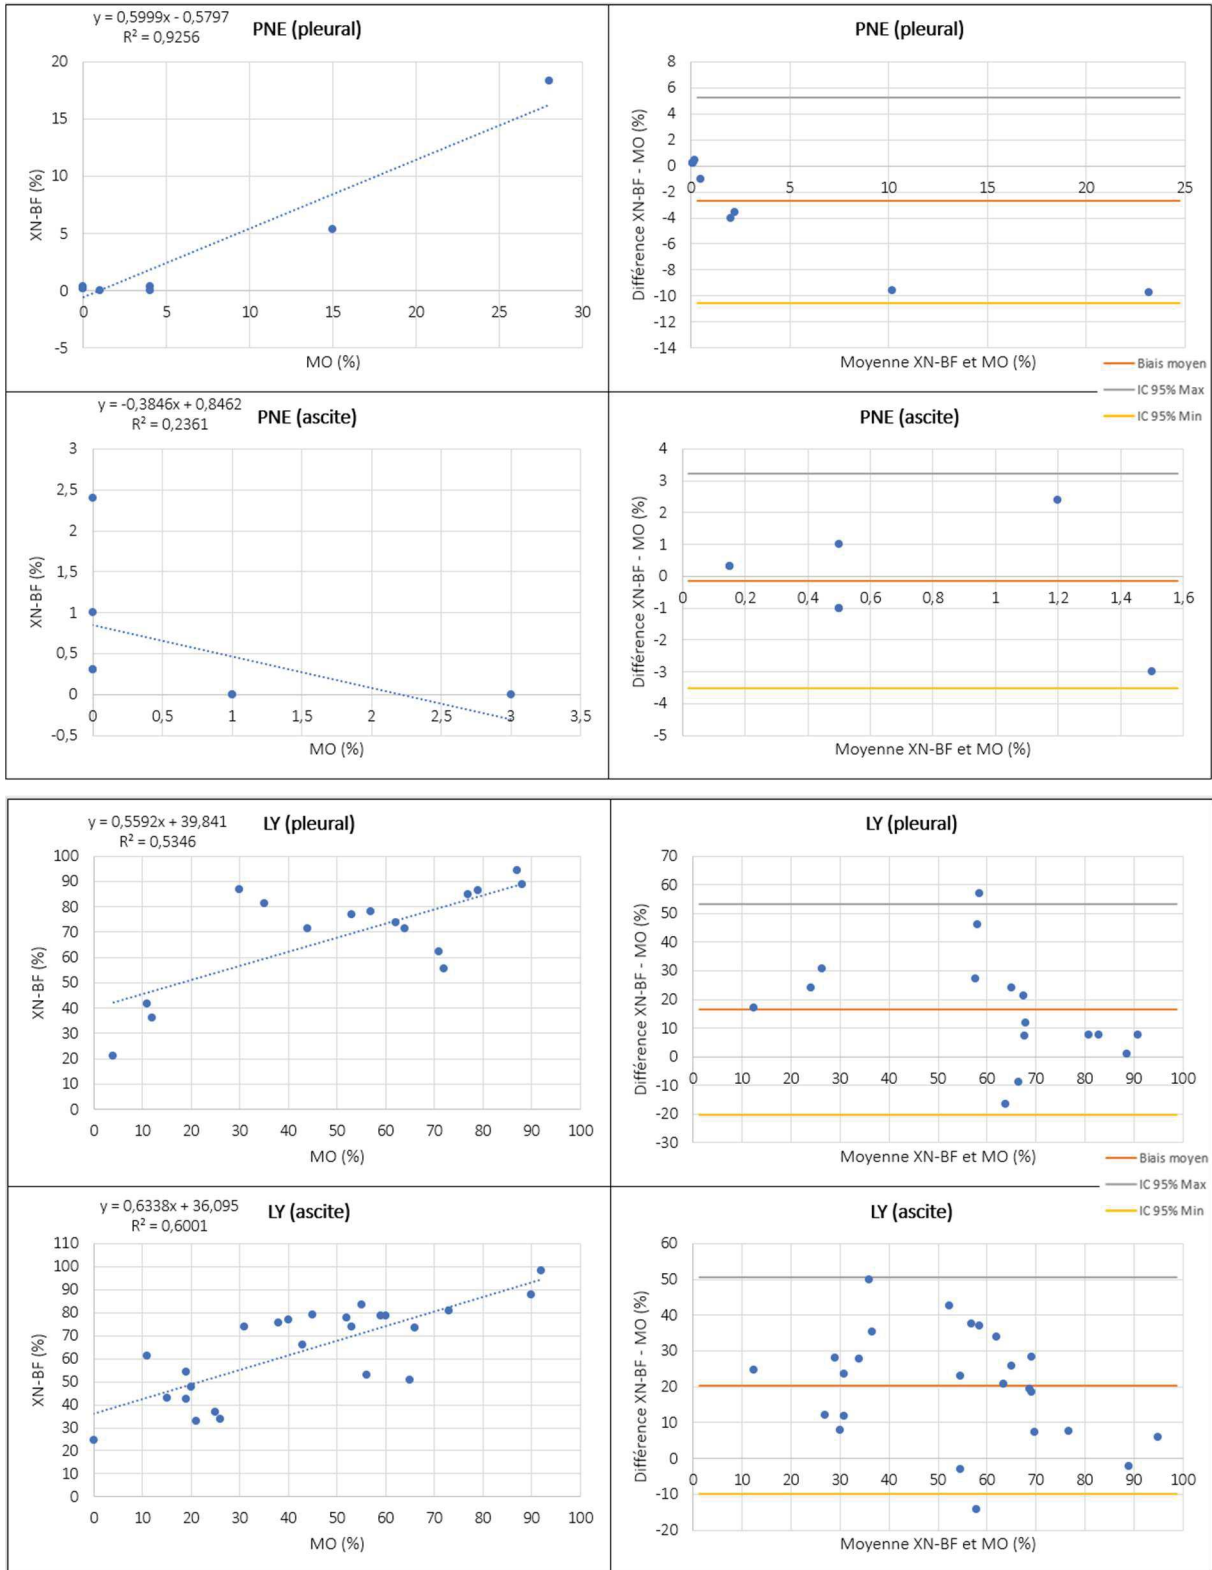 y = 0,5999x - 0,5797
R² = 0,9256
PNE (pleural)
20
15
10
5
0
-5
0 5 10 15 20 25 30
XN-BF (%)
MO (%)
PNE (pleural)
8
6
4
2
0
-2
-4
-6
-8
-10
-12
-14
0 5 10 15 20 25
Différence XN-BF - MO (%)
Moyenne XN-BF et MO (%)
Biais moyen
IC 95% Max
IC 95% Min
y = -0,3846x + 0,8462
R² = 0,2361
PNE (ascite)
3
2,5
2
1,5
1
0,5
0
-0,5
0 0,5 1 1,5 2 2,5 3 3,5
XN-BF (%)
MO (%)
PNE (ascite)
4
3
2
1
0
-1
-2
-3
-4
-5
0 0,2 0,4 0,6 0,8 1 1,2 1,4 1,6
Différence XN-BF - MO (%)
Moyenne XN-BF et MO (%)
y = 0,5592x + 39,841
R² = 0,5346
LY (pleural)
100
90
80
70
60
50
40
30
20
10
0
0 10 20 30 40 50 60 70 80 90 100
XN-BF (%)
MO (%)
LY (pleural)
70
60
50
40
30
20
10
0
-10
-20
-30
0 10 20 30 40 50 60 70 80 90 100
Différence XN-BF - MO (%)
Moyenne XN-BF et MO (%)
Biais moyen
IC 95% Max
IC 95% Min
y = 0,6338x + 36,095
R² = 0,6001
LY (ascite)
110
100
90
80
70
60
50
40
30
20
10
0
0 10 20 30 40 50 60 70 80 90 100
XN-BF (%)
MO (%)
LY (ascite)
60
50
40
30
20
10
0
-10
-20
0 10 20 30 40 50 60 70 80 90 100
Différence XN-BF - MO (%)
Moyenne XN-BF et MO (%)